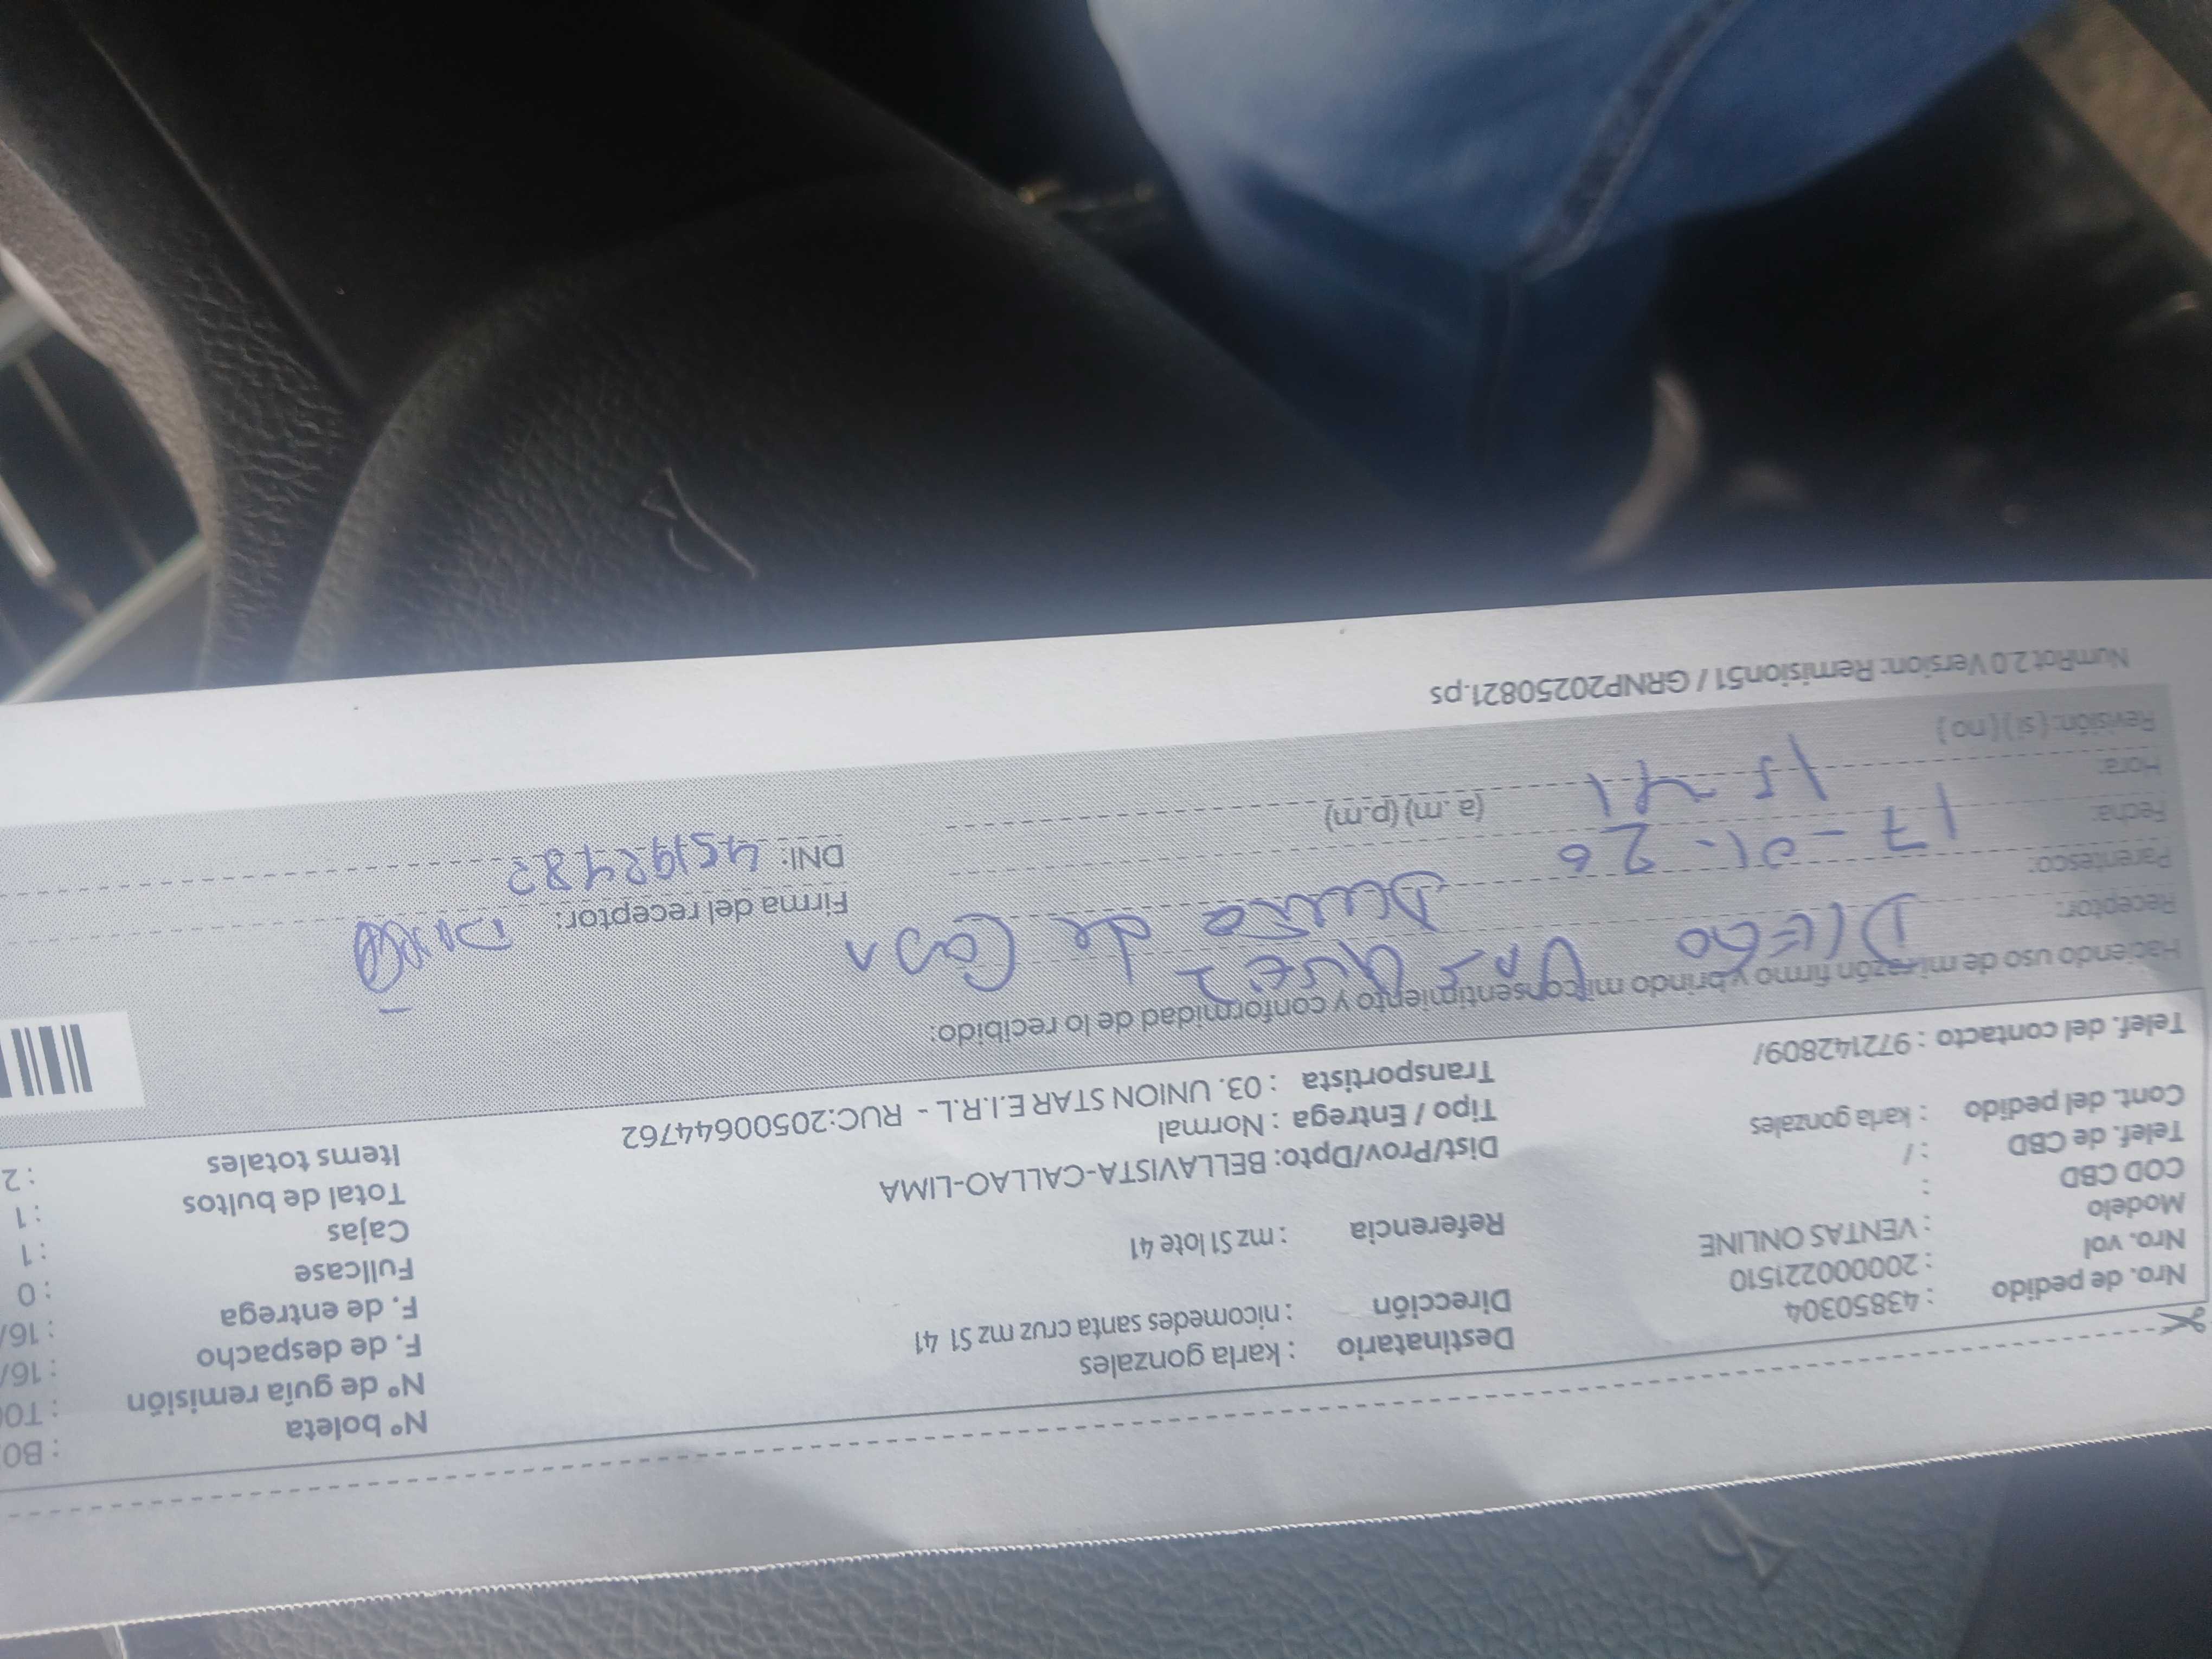 Nro. de pedido : 43850304
Nro. vol : 20000221510
Modelo : VENTAS ONLINE
COD CBD :
Telef. de CBD : /
Cont. del pedido : karla gonzales
Telef. del contacto : 972142809/
Destinatario : karla gonzales
Dirección : nicomedes santa cruz mz S1 41
Referencia : mz S1 lote 41
Dist/Prov/Dpto: BELLAVISTA-CALLAO-LIMA
Tipo / Entrega : Normal
Transportista : 03. UNION STAR E.I.R.L - RUC:20500644762
Nº boleta : B0
Nº de guía remisión : T00
F. de despacho : 16/
F. de entrega : 16/
Fullcase : 0
Cajas : 1
Total de bultos : 1
Items totales : 2
Haciendo uso de mi razón firmo y brindo mi consentimiento y conformidad de lo recibido:
Receptor: DIEGO
Parentesco: Dueño de Casa
Fecha: 17-01-26
Hora: 15 41 (a. m) (p.m)
Revisión: (si) (no)
Firma del receptor:
DNI:
NumRot 2.0 Version: Remision51 / GRNP20250821.ps